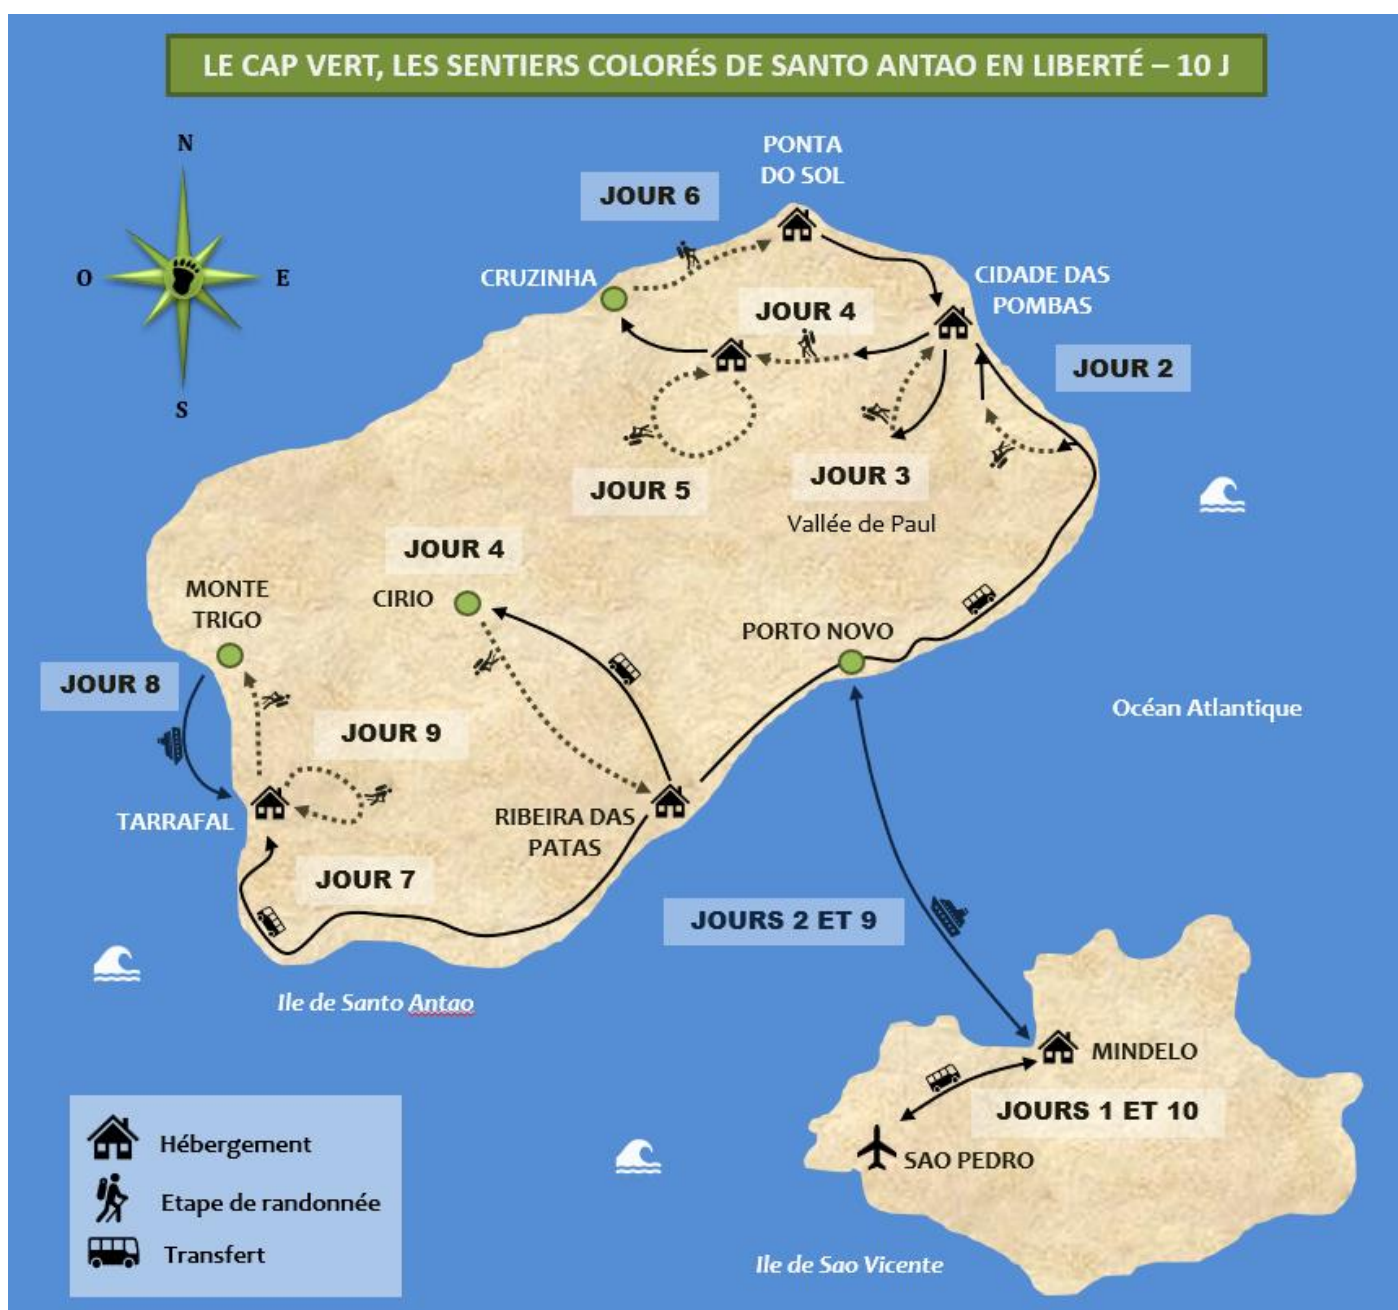 LE CAP VERT, LES SENTIERS COLORÉS DE SANTO ANTAO EN LIBERTÉ – 10 J
N
O
E
S
PONTA
DO SOL
JOUR 6
CRUZINHA
CIDADE DAS
POMBAS
JOUR 4
JOUR 2
JOUR 3
Vallée de Paul
JOUR 5
JOUR 4
CIRIO
MONTE
TRIGO
PORTO NOVO
JOUR 8
Océan Atlantique
JOUR 9
TARRAFAL
RIBEIRA DAS
PATAS
JOUR 7
JOURS 2 ET 9
Ile de Santo Antao
MINDELO
JOURS 1 ET 10
SAO PEDRO
Ile de Sao Vicente
Hébergement
Etape de randonnée
Transfert